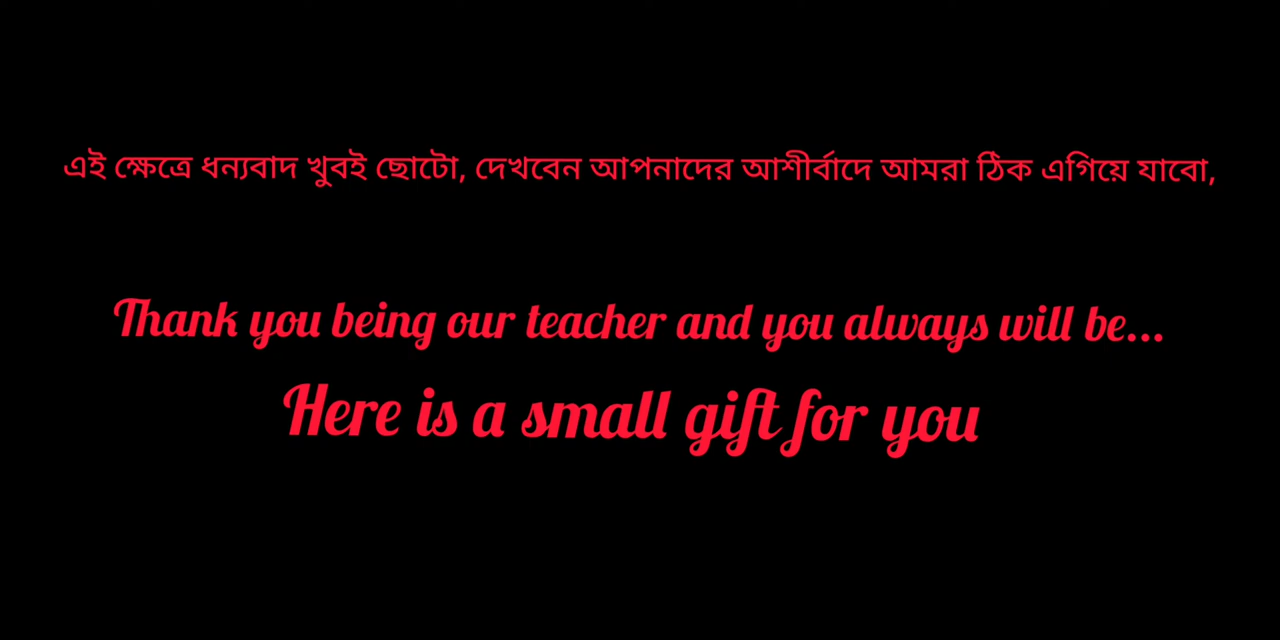 এই ক্ষেত্রে ধন্যবাদ খুবই ছোটো, দেখবেন আপনাদের আশীর্বাদে আমরা ঠিক এগিয়ে যাবো,
Thank you being our teacher and you always will be...
Here is a small gift for you